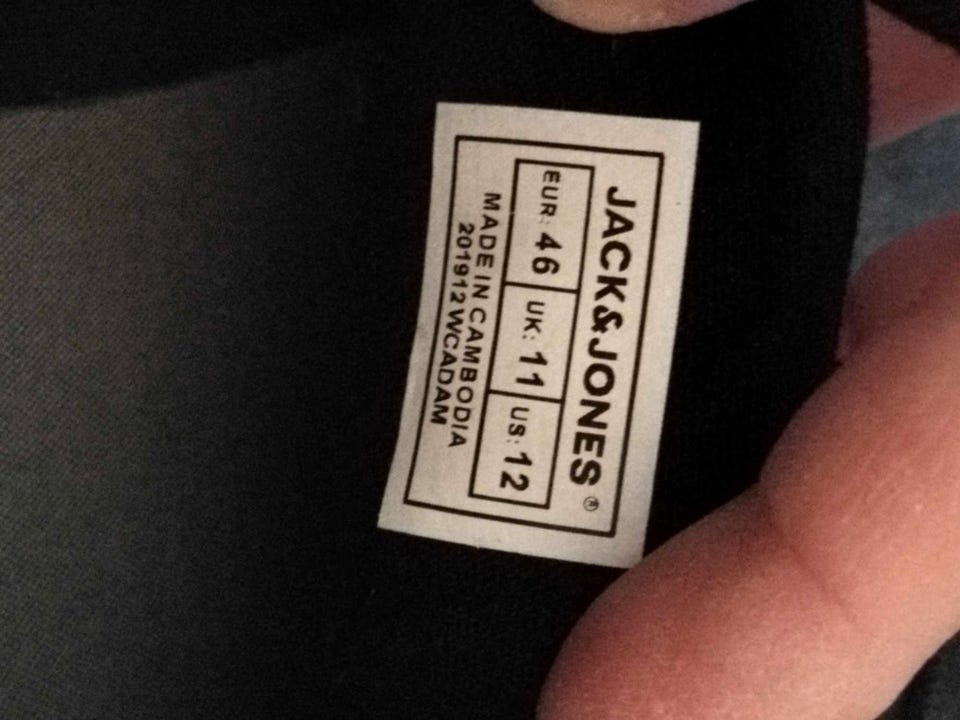 JACK&JONES®
EUR: 46 UK: 11 US: 12
MADE IN CAMBODIA
201912WCADAM